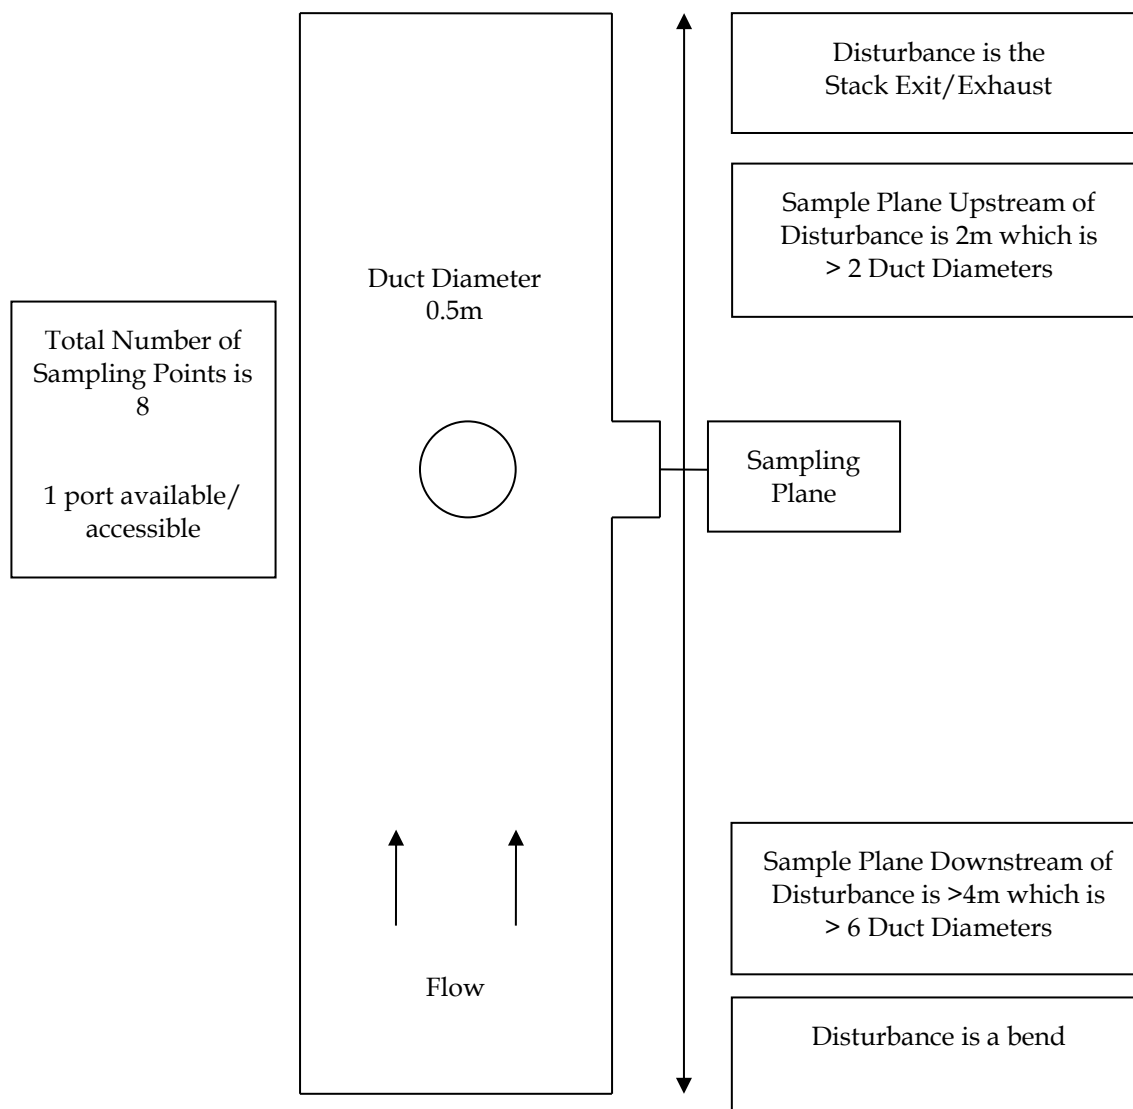 Disturbance is the
Stack Exit/Exhaust
Sample Plane Upstream of
Disturbance is 2m which is
> 2 Duct Diameters
Duct Diameter
0.5m
Total Number of
Sampling Points is
8
1 port available/
accessible
Sampling
Plane
Sample Plane Downstream of
Disturbance is >4m which is
> 6 Duct Diameters
Flow
Disturbance is a bend